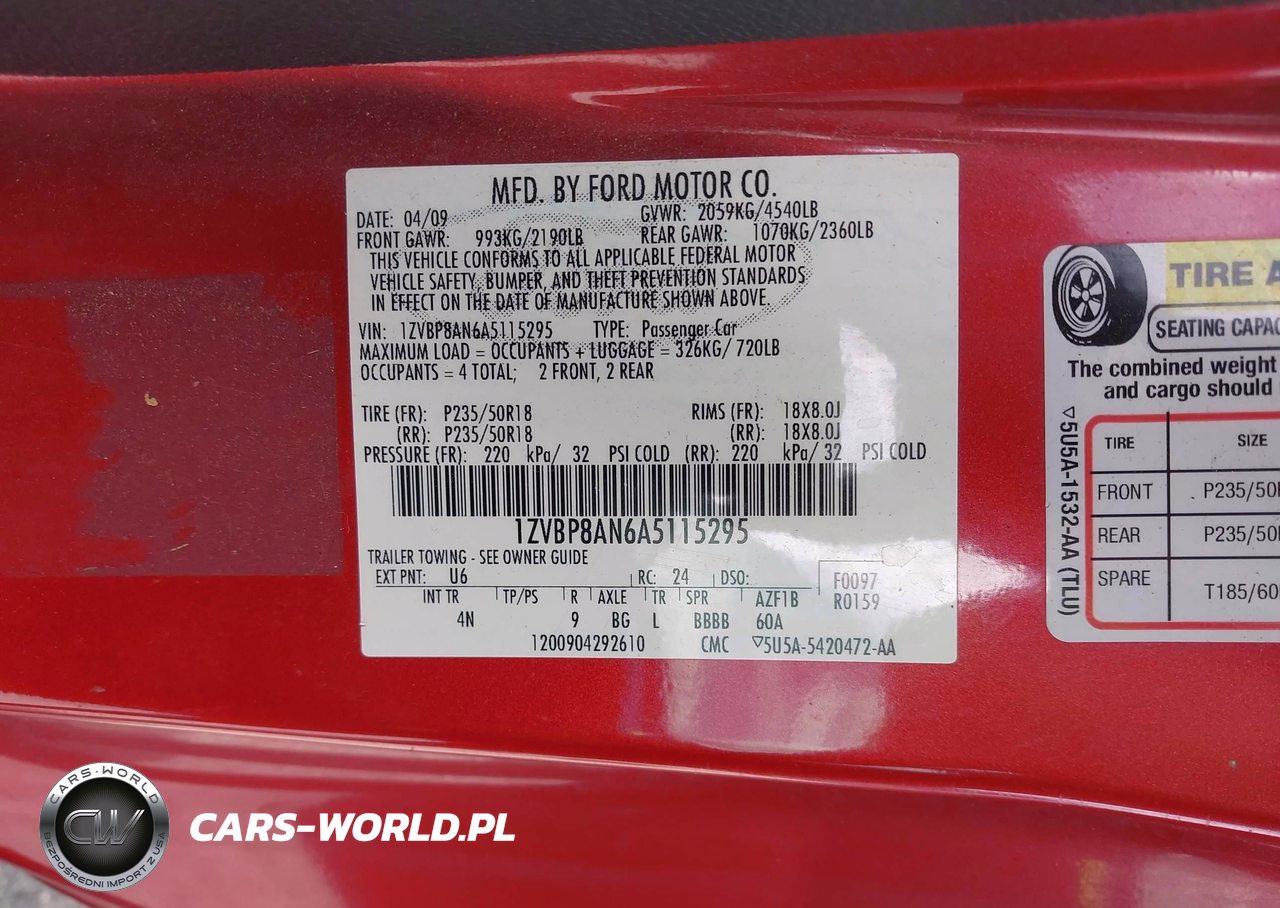 MFD. BY FORD MOTOR CO.
DATE: 04/09 GVWR: 2059KG/4540LB
FRONT GAWR: 993KG/2190LB REAR GAWR: 1070KG/2360LB
THIS VEHICLE CONFORMS TO ALL APPLICABLE FEDERAL MOTOR
VEHICLE SAFETY, BUMPER, AND THEFT PREVENTION STANDARDS
IN EFFECT ON THE DATE OF MANUFACTURE SHOWN ABOVE.
VIN: 1ZVBP8AN6A5115295 TYPE: Passenger Car
MAXIMUM LOAD = OCCUPANTS + LUGGAGE = 326KG/ 720LB
OCCUPANTS = 4 TOTAL; 2 FRONT, 2 REAR
TIRE (FR): P235/50R18 RIMS (FR): 18X8.0J
(RR): P235/50R18 (RR): 18X8.0J
PRESSURE (FR): 220 kPa/ 32 PSI COLD (RR): 220 kPa/ 32 PSI COLD
1ZVBP8AN6A5115295
TRAILER TOWING - SEE OWNER GUIDE
EXT PNT: U6 RC: 24 DSO: F0097
INT TR TP/PS R AXLE TR SPR AZF1B R0159
4N 9 BG L BBBB 60A
1200904292610 CMC ▽5U5A-5420472-AA
TIRE A
SEATING CAPAC
The combined weight
and cargo should
▽5U5A-1532-AA (TLU)
TIRE SIZE
FRONT P235/50
REAR P235/50
SPARE T185/60
CARS-WORLD
CW
BEZPOŚREDNI IMPORT Z USA
CARS-WORLD.PL